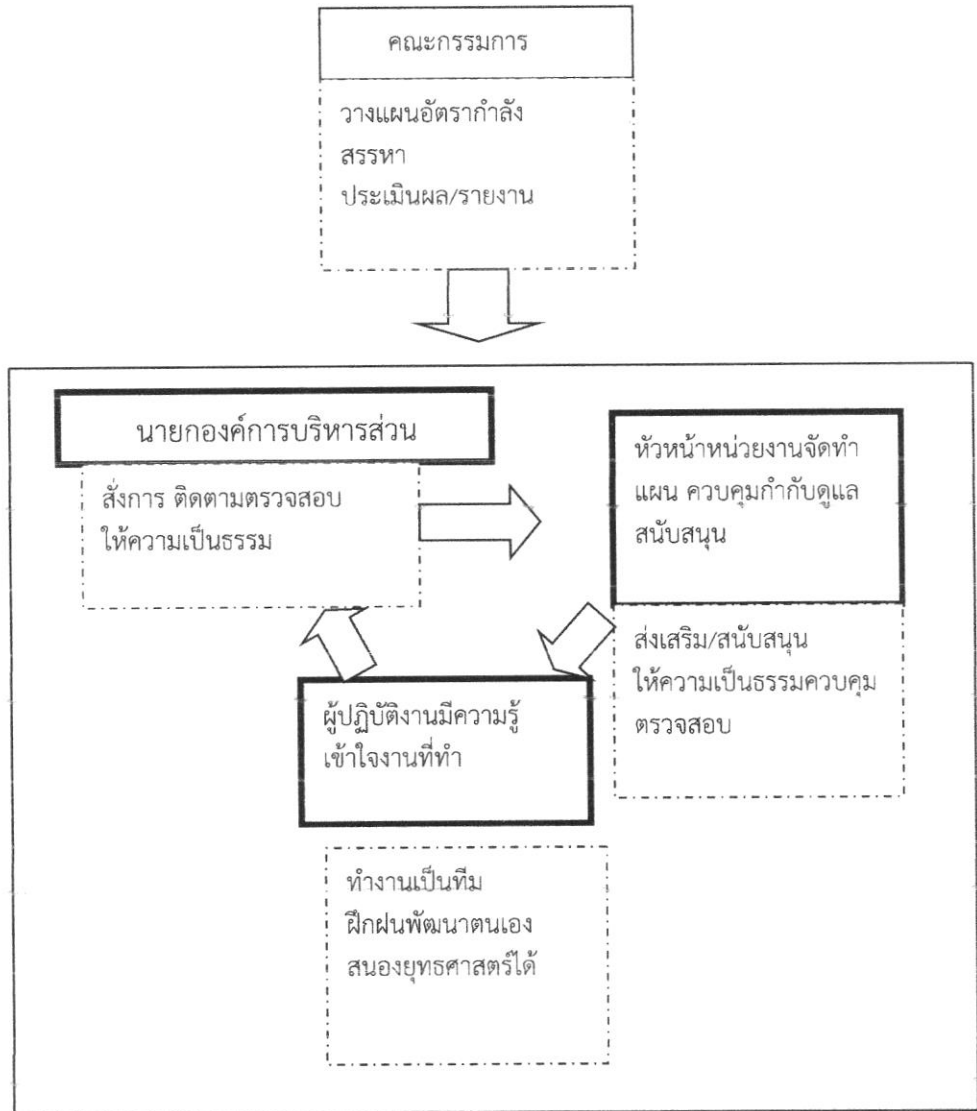 คณะกรรมการ
วางแผนอัตรากำลัง
สรรหา
ประเมินผล/รายงาน
นายกองค์การบริหารส่วน
สั่งการ ติดตามตรวจสอบ
ให้ความเป็นธรรม
หัวหน้าหน่วยงานจัดทำ
แผน ควบคุมกำกับดูแล
สนับสนุน
ส่งเสริม/สนับสนุน
ให้ความเป็นธรรมควบคุม
ตรวจสอบ
ผู้ปฏิบัติงานมีความรู้
เข้าใจงานที่ทำ
ทำงานเป็นทีม
ฝึกฝนพัฒนาตนเอง
สนองยุทธศาสตร์ได้